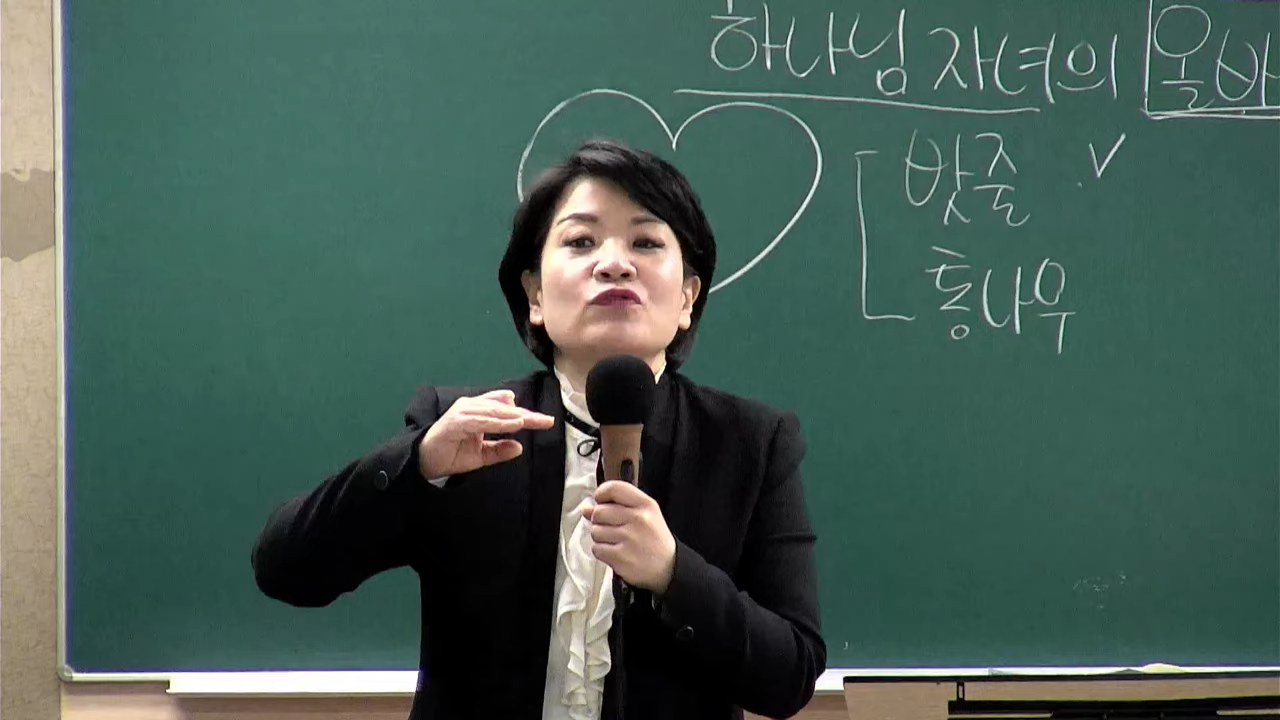 하나님 자녀의 올바
밧줄 ✓
통나무